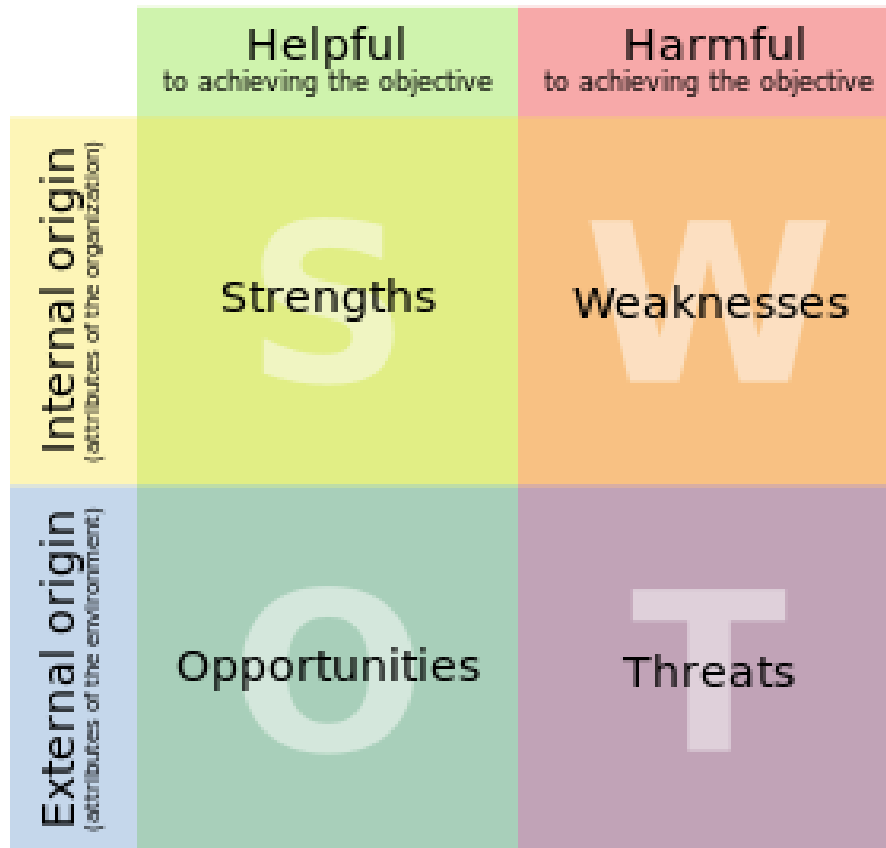 Helpful
to achieving the objective
Harmful
to achieving the objective
Internal origin
(attributes of the organization)
S
Strengths
W
Weaknesses
External origin
(attributes of the environment)
O
Opportunities
T
Threats